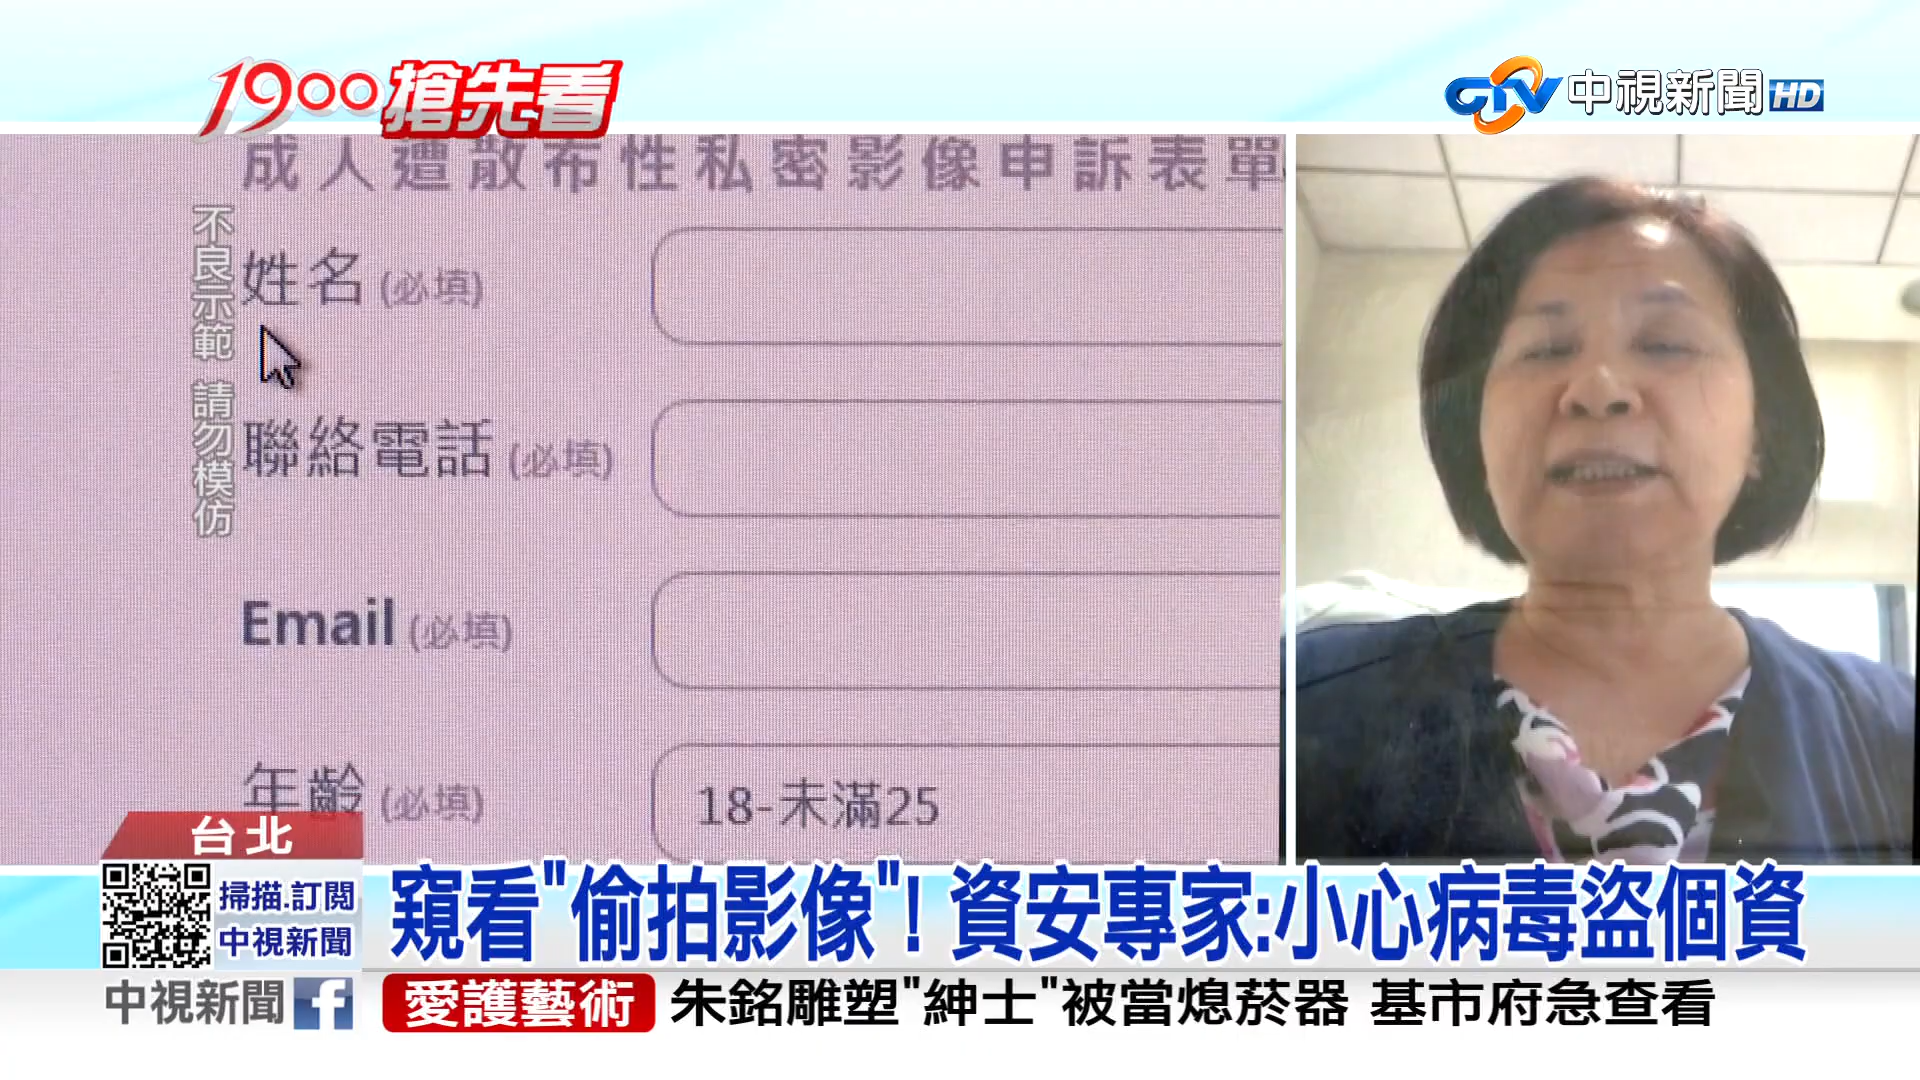 1900搶先看
CTV中視新聞HD
成人遭散布性私密影像申訴表單
不良示範 請勿模仿
姓名(必填)
聯絡電話(必填)
Email(必填)
年齡(必填)
18-未滿25
台北
掃描.訂閱
中視新聞
窺看"偷拍影像"! 資安專家:小心病毒盜個資
中視新聞 f
愛護藝術 朱銘雕塑"紳士"被當熄菸器 基市府急查看